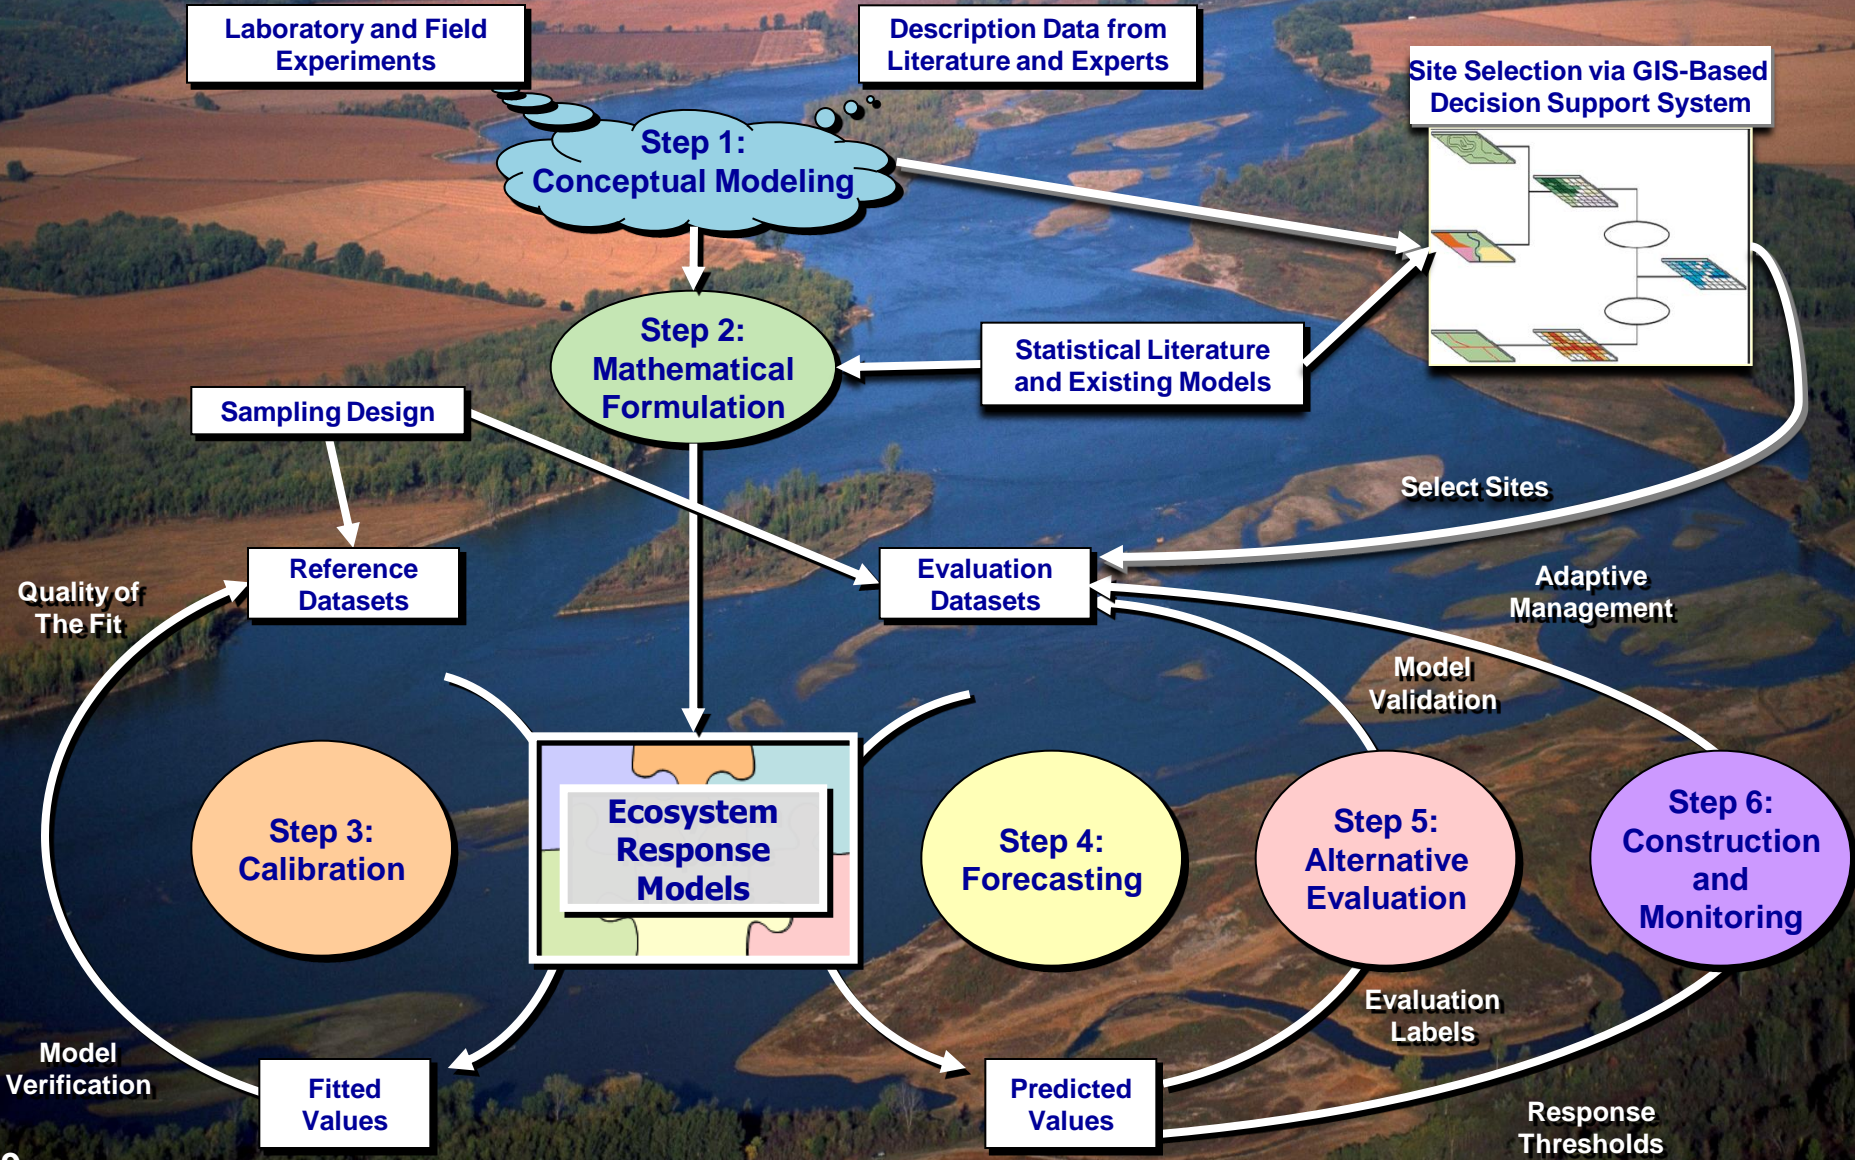 Laboratory and Field
Experiments
Description Data from
Literature and Experts
Site Selection via GIS-Based
Decision Support System
Step 1:
Conceptual Modeling
Step 2:
Mathematical
Formulation
Statistical Literature
and Existing Models
Sampling Design
Select Sites
Reference
Datasets
Evaluation
Datasets
Quality of
The Fit
Adaptive
Management
Model
Validation
Step 3:
Calibration
Ecosystem
Response
Models
Step 4:
Forecasting
Step 5:
Alternative
Evaluation
Step 6:
Construction
and
Monitoring
Evaluation
Labels
Model
Verification
Fitted
Values
Predicted
Values
Response
Thresholds